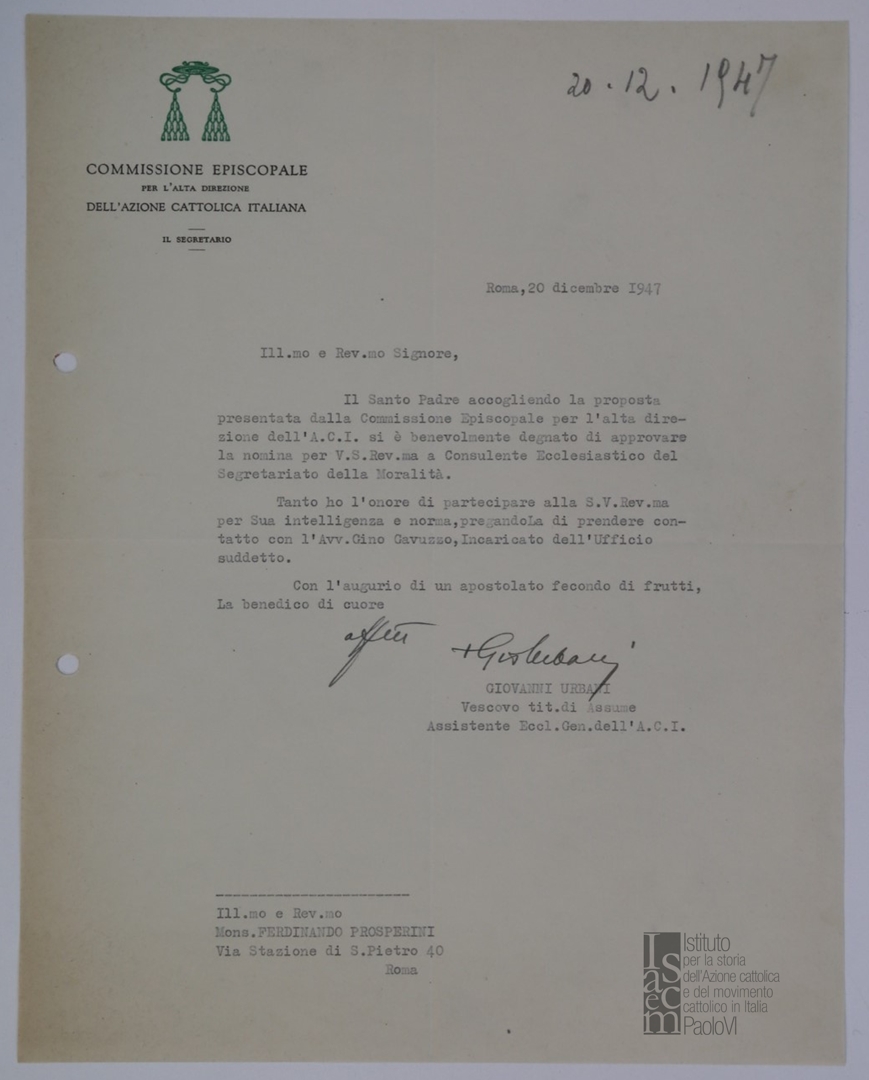 20.12.1947
COMMISSIONE EPISCOPALE
PER L'ALTA DIREZIONE
DELL'AZIONE CATTOLICA ITALIANA
IL SEGRETARIO
Roma,20 dicembre 1947
Ill.mo e Rev.mo Signore,
Il Santo Padre accogliendo la proposta
presentata dalla Commissione Episcopale per l'alta dire-
zione dell'A.C.I. si è benevolmente degnato di approvare
la nomina per V.S.Rev.ma a Consulente Ecclesiastico del
Segretariato della Moralità.
Tanto ho l'onore di partecipare alla S.V.Rev.ma
per Sua intelligenza e norma,pregandoLa di prendere con-
tatto con l'Avv.Gino Cavuzzo,Incaricato dell'Ufficio
suddetto.
Con l'augurio di un apostolato fecondo di frutti,
La benedico di cuore
GIOVANNI URBANI
Vescovo tit.di Assume
Assistente Eccl.Gen.dell'A.C.I.
Ill.mo e Rev.mo
Mons.FERDINANDO PROSPERINI
Via Stazione di S.Pietro 40
Roma
Isacem
Istituto
per la storia
dell'Azione cattolica
e del movimento
cattolico in Italia
PaoloVI